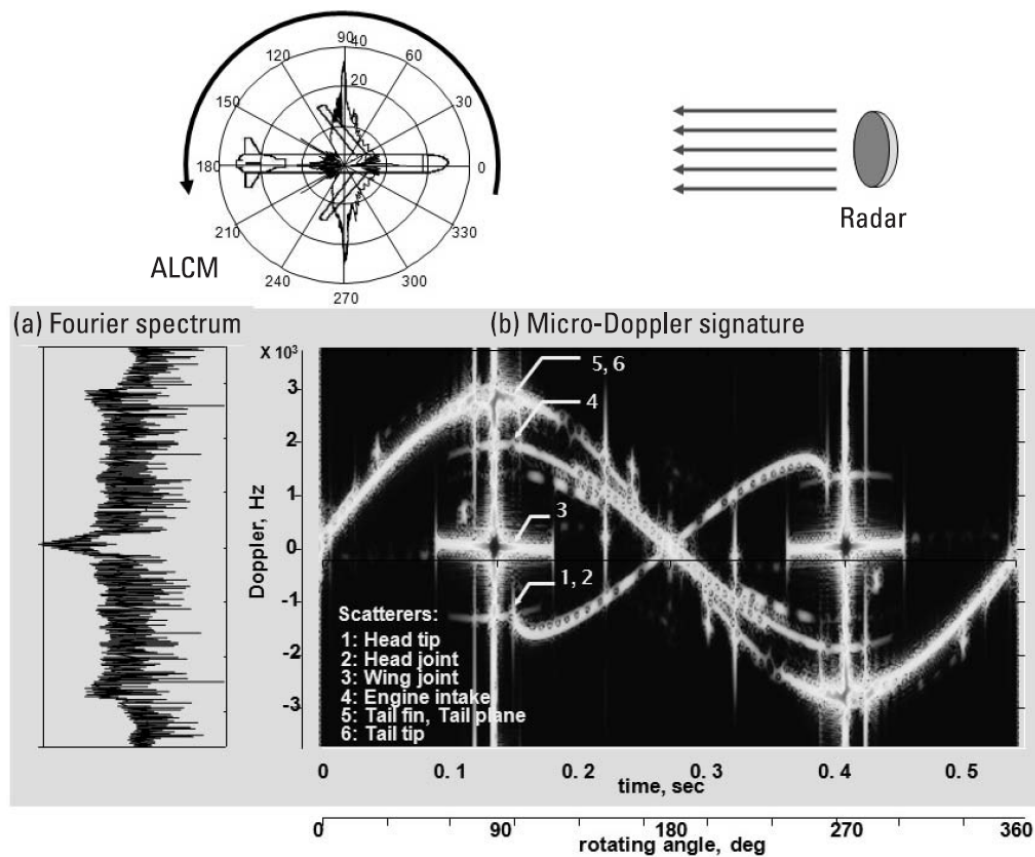 90
40
120
60
20
150
30
180
0
210
330
240
300
270
ALCM
Radar
(a) Fourier spectrum
(b) Micro-Doppler signature
X 10³
3
2
1
0
-1
-2
-3
Doppler, Hz
5, 6
4
3
1, 2
Scatterers:
1: Head tip
2: Head joint
3: Wing joint
4: Engine intake
5: Tail fin, Tail plane
6: Tail tip
0 0. 1 0. 2 0. 3 0. 4 0. 5
time, sec
0 90 180 270 360
rotating angle, deg